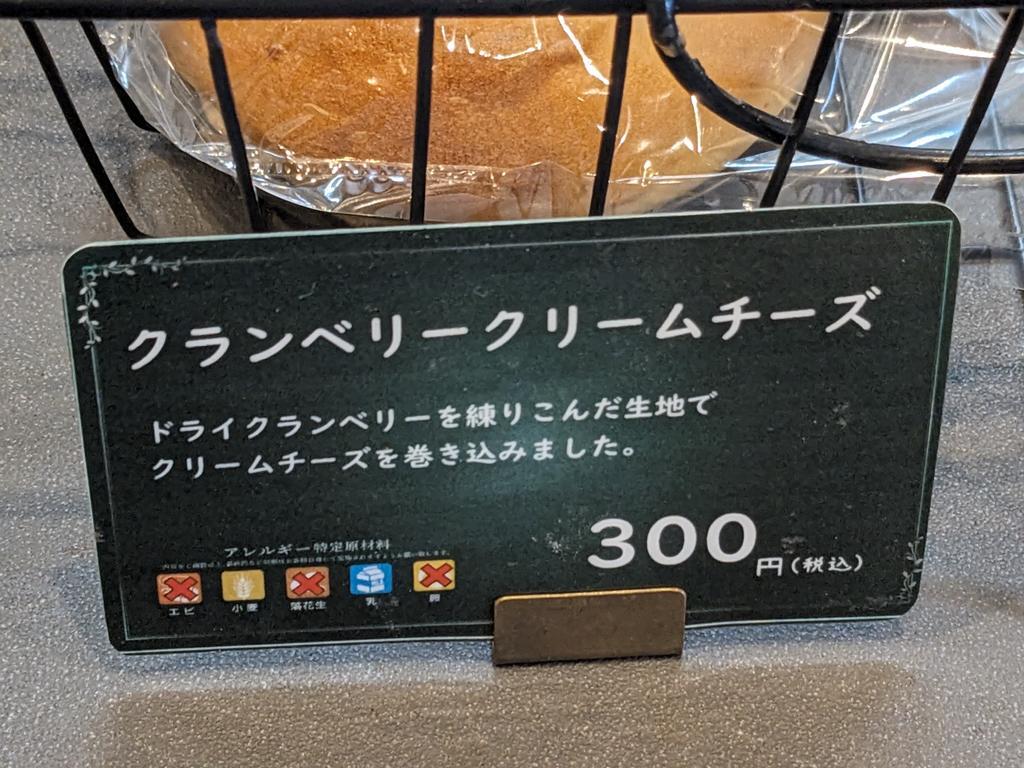 クランベリークリームチーズ
ドライクランベリーを練りこんだ生地で
クリームチーズを巻き込みました。
300円(税込)
アレルギー特定原材料
エビ 小麦 落花生 乳 卵